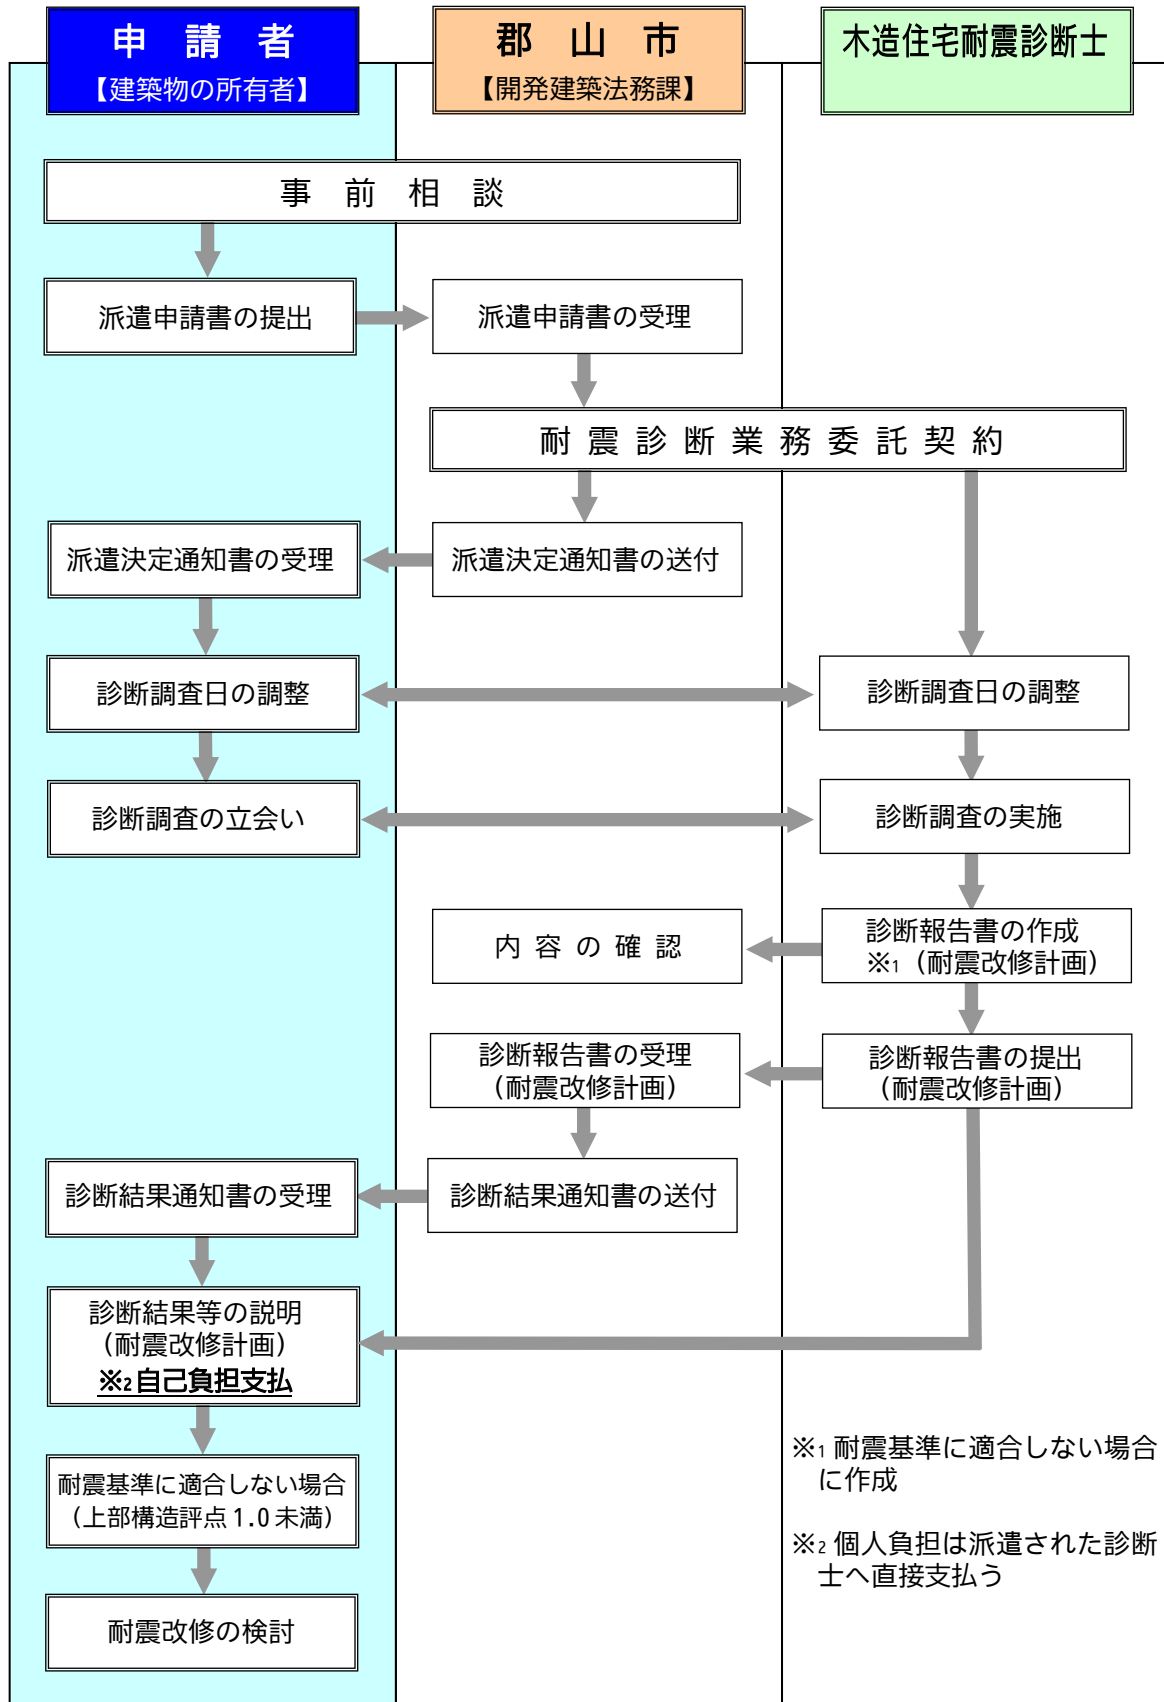 申 請 者
【建築物の所有者】
郡 山 市
【開発建築法務課】
木造住宅耐震診断士
事 前 相 談
派遣申請書の提出
派遣申請書の受理
耐 震 診 断 業 務 委 託 契 約
派遣決定通知書の受理
派遣決定通知書の送付
診断調査日の調整
診断調査日の調整
診断調査の立会い
診断調査の実施
内 容 の 確 認
診断報告書の作成
※1（耐震改修計画）
診断報告書の受理
（耐震改修計画）
診断報告書の提出
（耐震改修計画）
診断結果通知書の受理
診断結果通知書の送付
診断結果等の説明
（耐震改修計画）
※2自己負担支払
耐震基準に適合しない場合
（上部構造評点1.0未満）
耐震改修の検討
※1 耐震基準に適合しない場合
に作成
※2 個人負担は派遣された診断
士へ直接支払う